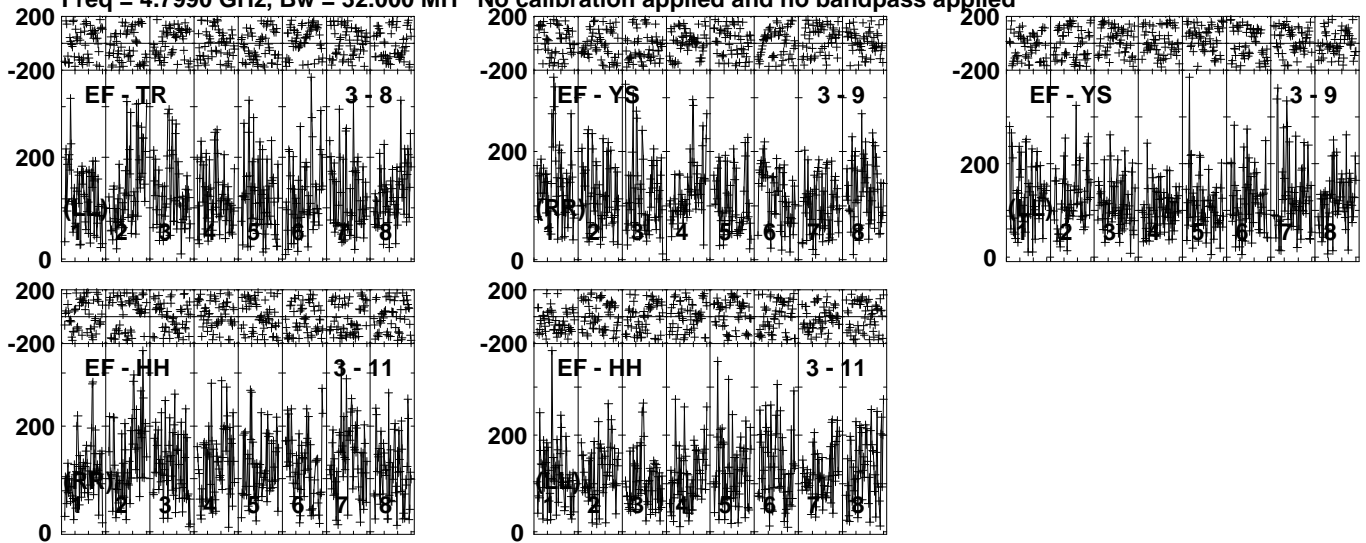 Freq = 4.7990 GHz, Bw = 32.000 MH No calibration applied and no bandpass applied
200
-200
EF - TR 3 - 8
200
(LL)
1 2 3 4 5 6 7 8
0
200
-200
EF - YS 3 - 9
200
(RR)
1 2 3 4 5 6 7 8
0
200
-200
EF - YS 3 - 9
200
(LL)
1 2 3 4 5 6 7 8
0
200
-200
EF - HH 3 - 11
200
(RR)
1 2 3 4 5 6 7 8
0
200
-200
EF - HH 3 - 11
200
(LL)
1 2 3 4 5 6 7 8
0